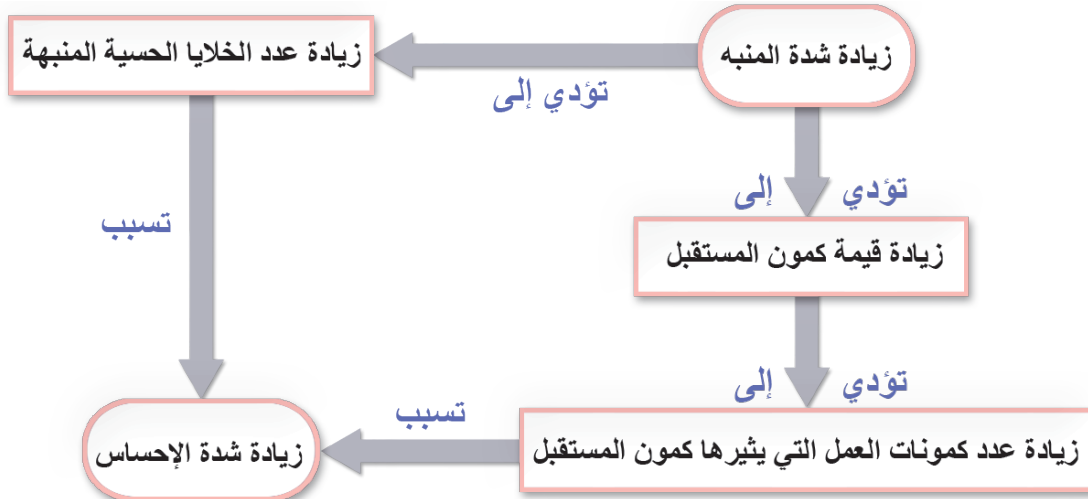 زيادة شدة المنبه
تؤدي إلى
زيادة عدد الخلايا الحسية المنبهة
تؤدي إلى
تسبب
زيادة قيمة كمون المستقبل
تؤدي إلى
زيادة عدد كمونات العمل التي يثيرها كمون المستقبل
تسبب
زيادة شدة الإحساس